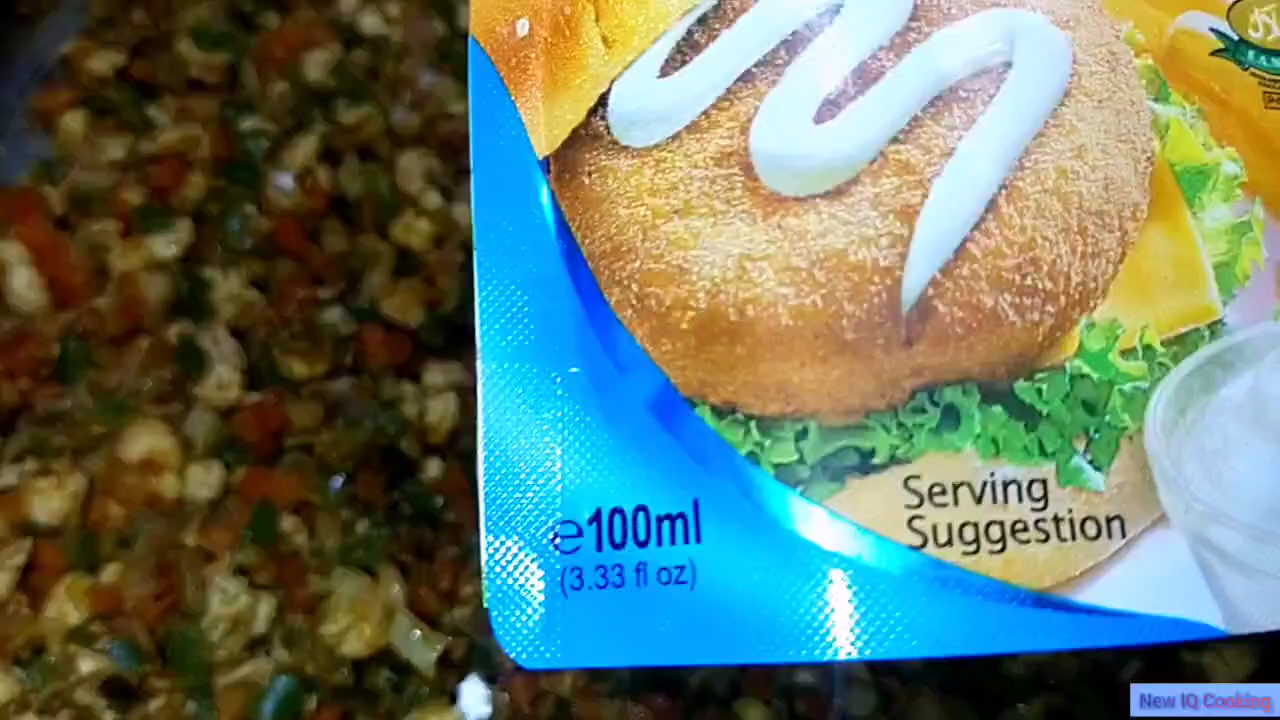 Serving
Suggestion
℮100ml
(3.33 fl oz)
New IQ Cooking